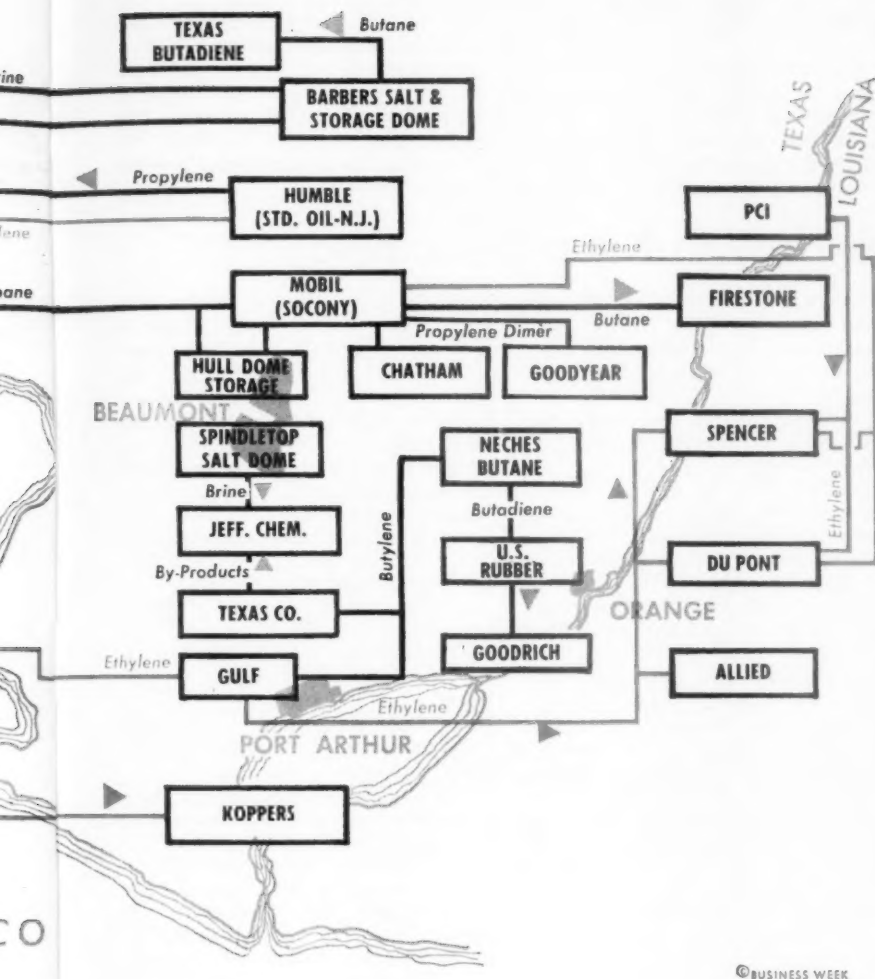 TEXAS
BUTADIENE
Butane
BARBERS SALT &
STORAGE DOME
TEXAS
LOUISIANA
Propylene
HUMBLE
(STD. OIL-N.J.)
PCI
Ethylene
MOBIL
(SOCONY)
FIRESTONE
Butane
Propylene Dimer
HULL DOME
STORAGE
CHATHAM
GOODYEAR
BEAUMONT
SPINDLETOP
SALT DOME
NECHES
BUTANE
SPENCER
Brine
Butadiene
Ethylene
JEFF. CHEM.
Butylene
U.S.
RUBBER
DU PONT
By-Products
TEXAS CO.
ORANGE
Ethylene
GULF
GOODRICH
ALLIED
Ethylene
PORT ARTHUR
KOPPERS
CO
©BUSINESS WEEK